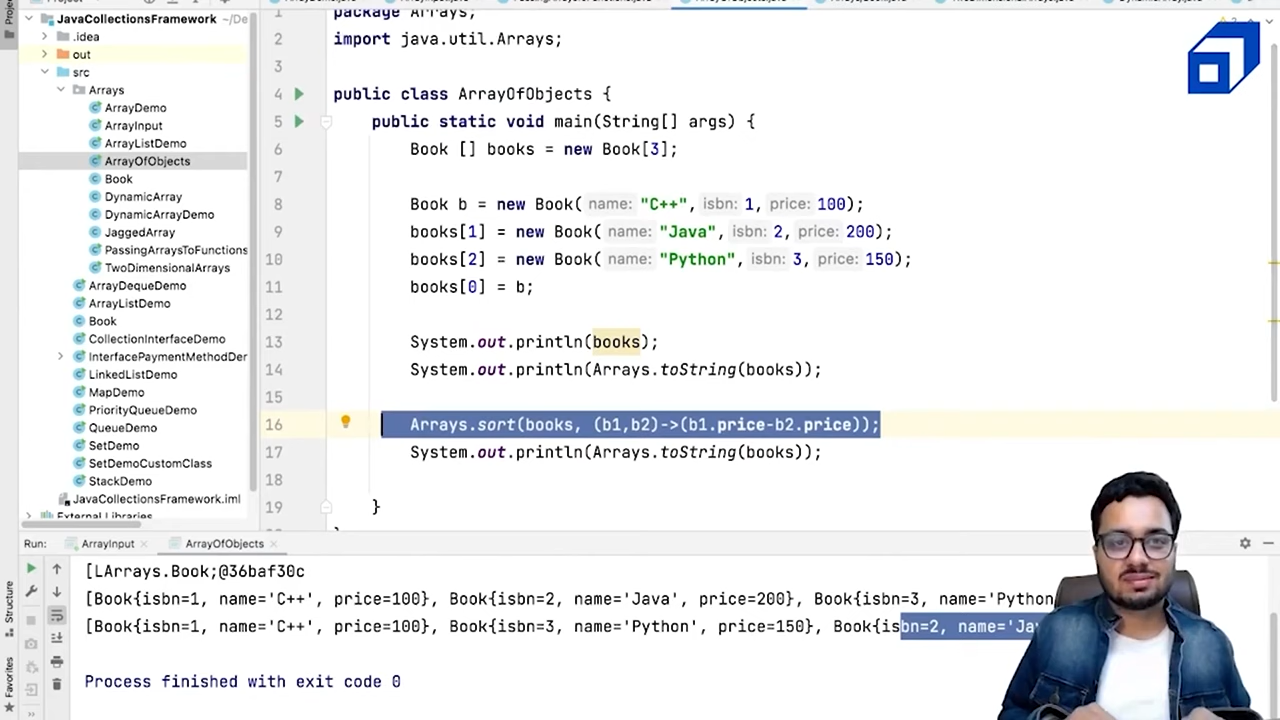 JavaCollectionsFramework ~/De
.idea
out
src
Arrays
ArrayDemo
ArrayInput
ArrayListDemo
ArrayOfObjects
Book
DynamicArray
DynamicArrayDemo
JaggedArray
PassingArraysToFunctions
TwoDimensionalArrays
ArrayDequeDemo
ArrayListDemo
Book
CollectionInterfaceDemo
InterfacePaymentMethodDer
LinkedListDemo
MapDemo
PriorityQueueDemo
QueueDemo
SetDemo
SetDemoCustomClass
StackDemo
JavaCollectionsFramework.iml
External Libraries
1 package Arrays;
2 import java.util.Arrays;
3
4 public class ArrayOfObjects {
5 public static void main(String[] args) {
6 Book [] books = new Book[3];
7
8 Book b = new Book( name: "C++", isbn: 1, price: 100);
9 books[1] = new Book( name: "Java", isbn: 2, price: 200);
10 books[2] = new Book( name: "Python", isbn: 3, price: 150);
11 books[0] = b;
12
13 System.out.println(books);
14 System.out.println(Arrays.toString(books));
15
16 Arrays.sort(books, (b1,b2)->(b1.price-b2.price));
17 System.out.println(Arrays.toString(books));
18
19 }
Run: ArrayInput ArrayOfObjects
[LArrays.Book;@36baf30c
[Book{isbn=1, name='C++', price=100}, Book{isbn=2, name='Java', price=200}, Book{isbn=3, name='Python
[Book{isbn=1, name='C++', price=100}, Book{isbn=3, name='Python', price=150}, Book{isbn=2, name='Ja
Process finished with exit code 0
Structure
Favorites